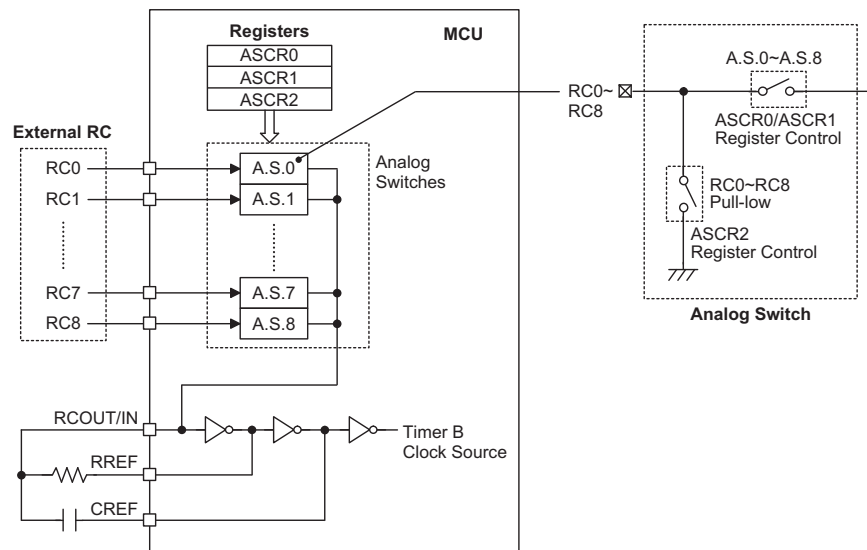 Registers
MCU
ASCR0
ASCR1
ASCR2
External RC
RC0
RC1
RC7
RC8
A.S.0
A.S.1
A.S.7
A.S.8
Analog
Switches
RCOUT/IN
RREF
CREF
Timer B
Clock Source
RC0~
RC8
A.S.0~A.S.8
ASCR0/ASCR1
Register Control
RC0~RC8
Pull-low
ASCR2
Register Control
Analog Switch